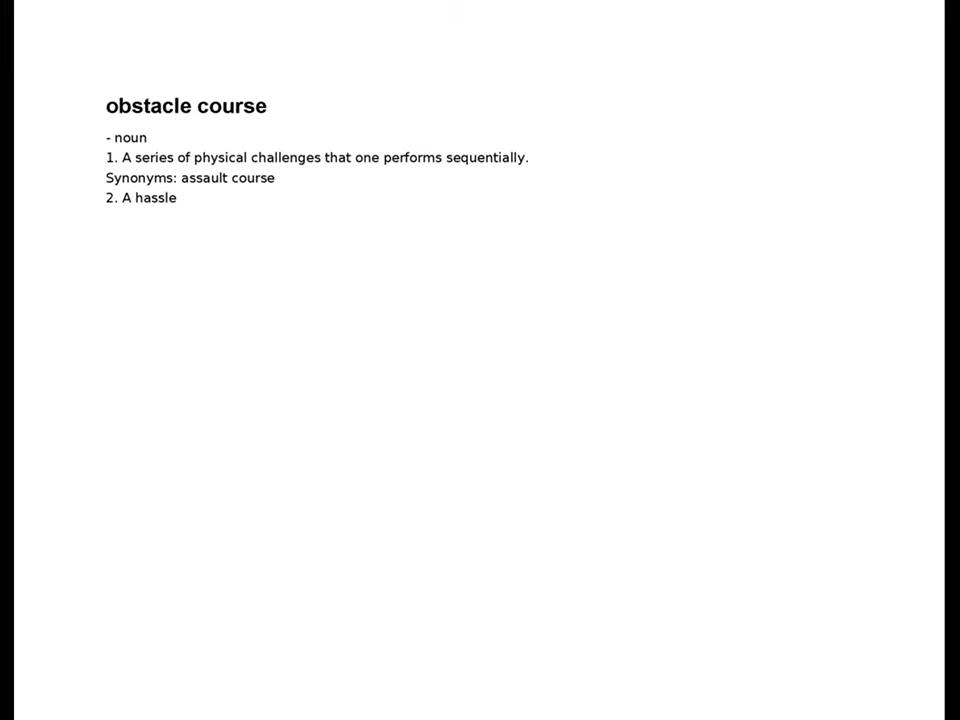 obstacle course
- noun
1. A series of physical challenges that one performs sequentially.
Synonyms: assault course
2. A hassle